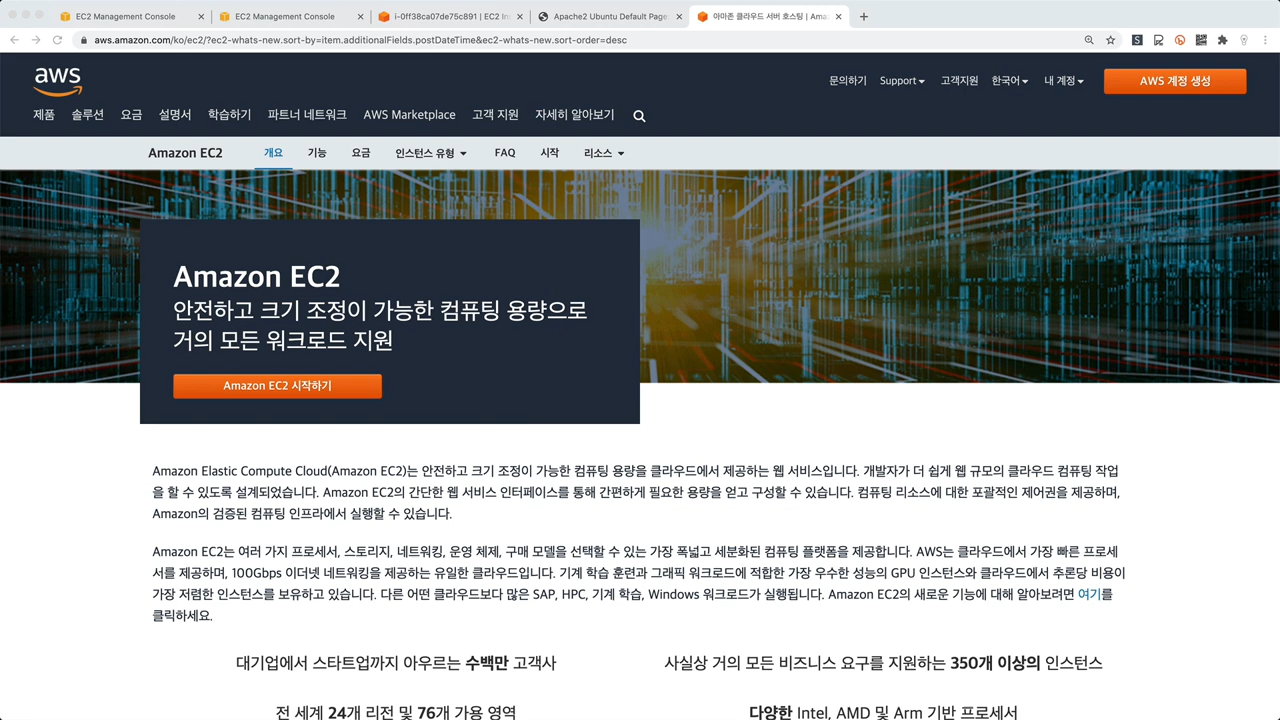 EC2 Management Console
EC2 Management Console
i-0ff38ca07de75c891 | EC2 In
Apache2 Ubuntu Default Page
아마존 클라우드 서버 호스팅 | Ama
aws.amazon.com/ko/ec2/?ec2-whats-new.sort-by=item.additionalFields.postDateTime&ec2-whats-new.sort-order=desc
aws
문의하기 Support 고객지원 한국어 내 계정 AWS 계정 생성
제품 솔루션 요금 설명서 학습하기 파트너 네트워크 AWS Marketplace 고객 지원 자세히 알아보기
Amazon EC2 개요 기능 요금 인스턴스 유형 FAQ 시작 리소스
Amazon EC2
안전하고 크기 조정이 가능한 컴퓨팅 용량으로
거의 모든 워크로드 지원
Amazon EC2 시작하기
Amazon Elastic Compute Cloud(Amazon EC2)는 안전하고 크기 조정이 가능한 컴퓨팅 용량을 클라우드에서 제공하는 웹 서비스입니다. 개발자가 더 쉽게 웹 규모의 클라우드 컴퓨팅 작업
을 할 수 있도록 설계되었습니다. Amazon EC2의 간단한 웹 서비스 인터페이스를 통해 간편하게 필요한 용량을 얻고 구성할 수 있습니다. 컴퓨팅 리소스에 대한 포괄적인 제어권을 제공하며,
Amazon의 검증된 컴퓨팅 인프라에서 실행할 수 있습니다.
Amazon EC2는 여러 가지 프로세서, 스토리지, 네트워킹, 운영 체제, 구매 모델을 선택할 수 있는 가장 폭넓고 세분화된 컴퓨팅 플랫폼을 제공합니다. AWS는 클라우드에서 가장 빠른 프로세
서를 제공하며, 100Gbps 이더넷 네트워킹을 제공하는 유일한 클라우드입니다. 기계 학습 훈련과 그래픽 워크로드에 적합한 가장 우수한 성능의 GPU 인스턴스와 클라우드에서 추론당 비용이
가장 저렴한 인스턴스를 보유하고 있습니다. 다른 어떤 클라우드보다 많은 SAP, HPC, 기계 학습, Windows 워크로드가 실행됩니다. Amazon EC2의 새로운 기능에 대해 알아보려면 여기를
클릭하세요.
대기업에서 스타트업까지 아우르는 수백만 고객사
사실상 거의 모든 비즈니스 요구를 지원하는 350개 이상의 인스턴스
전 세계 24개 리전 및 76개 가용 영역
다양한 Intel, AMD 및 Arm 기반 프로세서